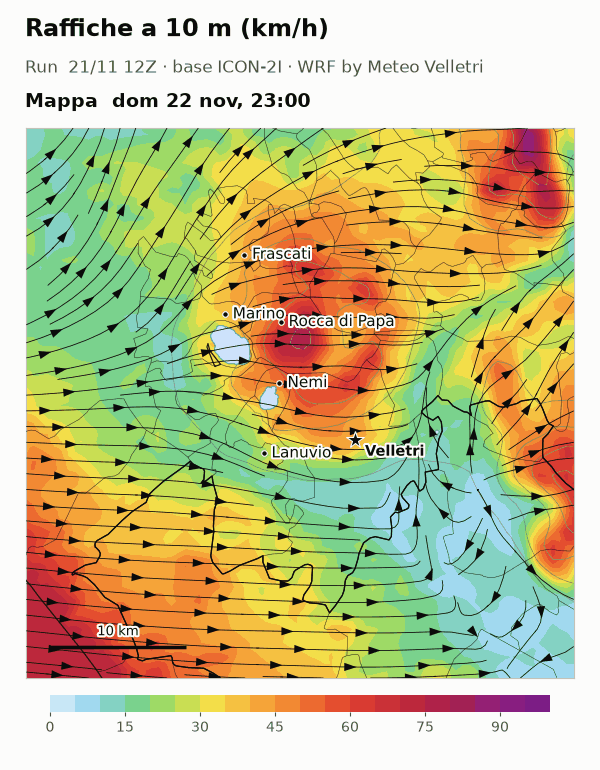 Raffiche a 10 m (km/h)
Run 21/11 12Z · base ICON-2I · WRF by Meteo Velletri
Mappa dom 22 nov, 23:00
Frascati
Marino
Rocca di Papa
Nemi
Lanuvio
Velletri
10 km
0 15 30 45 60 75 90